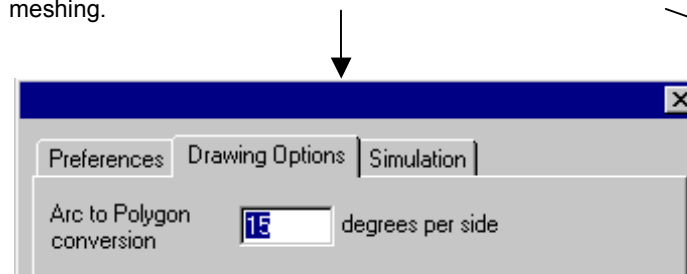 meshing.
Preferences Drawing Options Simulation
Arc to Polygon
conversion 15 degrees per side